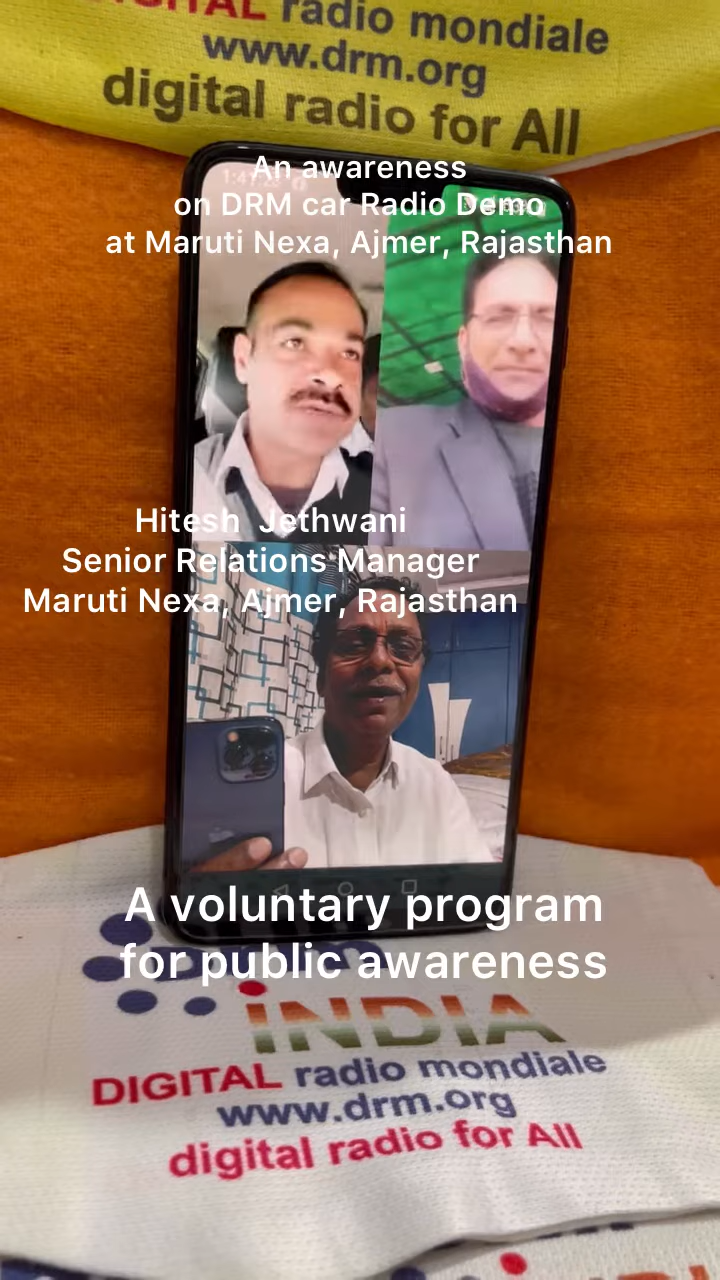 DIGITAL radio mondiale
www.drm.org
digital radio for All
An awareness
on DRM car Radio Demo
at Maruti Nexa, Ajmer, Rajasthan
Hitesh Jethwani
Senior Relations Manager
Maruti Nexa, Ajmer, Rajasthan
A voluntary program
for public awareness
drm
iNDIA
DIGITAL radio mondiale
www.drm.org
digital radio for All